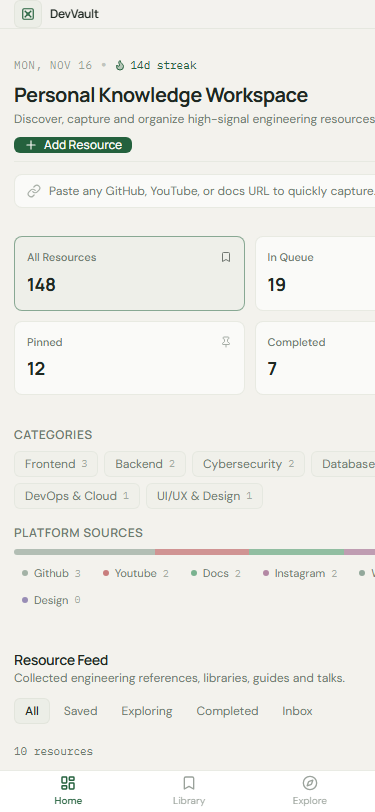 DevVault
MON, NOV 16 • 14d streak
Personal Knowledge Workspace
Discover, capture and organize high-signal engineering resources
+ Add Resource
Paste any GitHub, YouTube, or docs URL to quickly capture.
All Resources
148
In Queue
19
Pinned
12
Completed
7
CATEGORIES
Frontend 3 Backend 2 Cybersecurity 2 Database
DevOps & Cloud 1 UI/UX & Design 1
PLATFORM SOURCES
Github 3 Youtube 2 Docs 2 Instagram 2
Design 0
Resource Feed
Collected engineering references, libraries, guides and talks.
All Saved Exploring Completed Inbox
10 resources
Home Library Explore